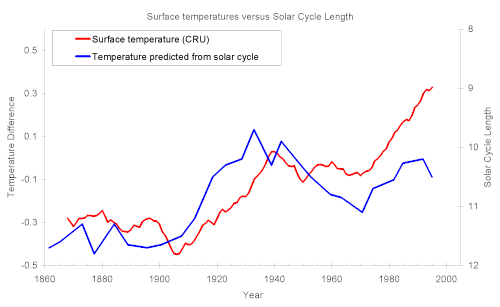 Surface temperatures versus Solar Cycle Length
Surface temperature (CRU)
Temperature predicted from solar cycle
Temperature Difference
0.5
0.3
0.1
-0.1
-0.3
-0.5
Solar Cycle Length
8
9
10
11
12
1860 1880 1900 1920 1940 1960 1980 2000
Year